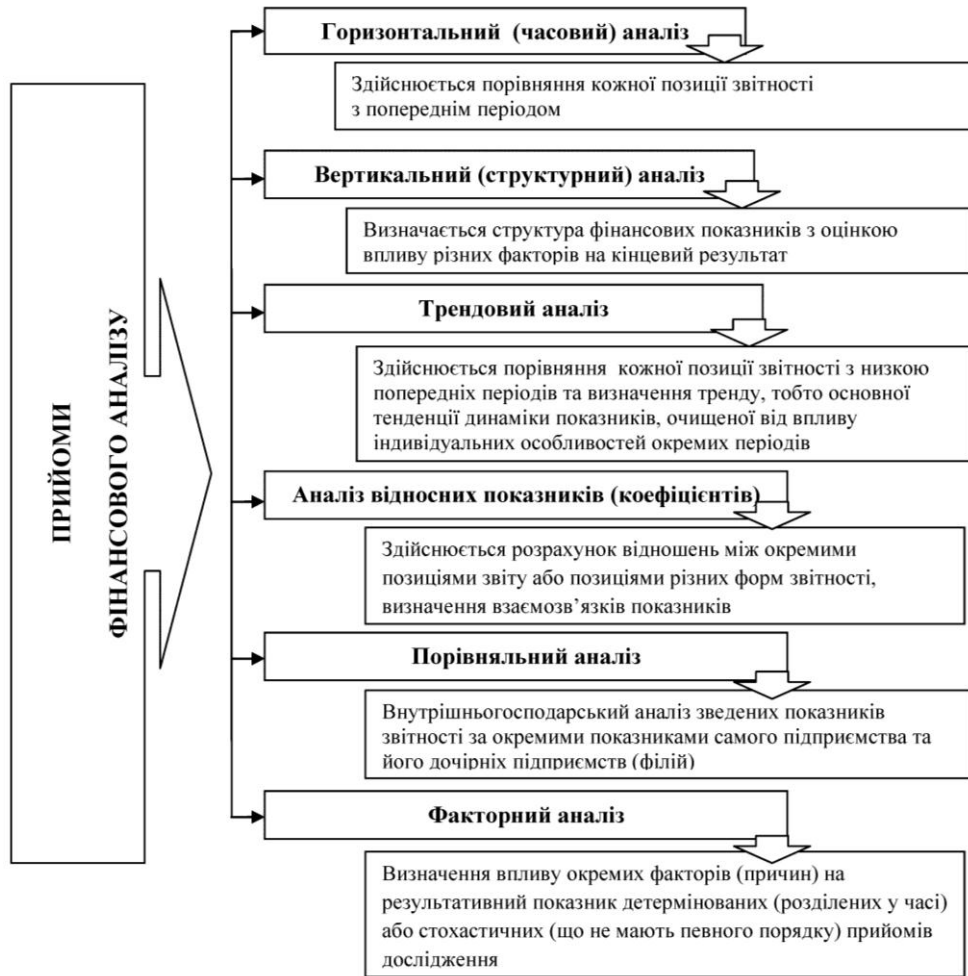 ПРИЙОМИ
ФІНАНСОВОГО АНАЛІЗУ
Горизонтальний (часовий) аналіз
Здійснюється порівняння кожної позиції звітності
з попереднім періодом
Вертикальний (структурний) аналіз
Визначається структура фінансових показників з оцінкою
впливу різних факторів на кінцевий результат
Трендовий аналіз
Здійснюється порівняння кожної позиції звітності з низкою
попередніх періодів та визначення тренду, тобто основної
тенденції динаміки показників, очищеної від впливу
індивідуальних особливостей окремих періодів
Аналіз відносних показників (коефіцієнтів)
Здійснюється розрахунок відношень між окремими
позиціями звіту або позиціями різних форм звітності,
визначення взаємозв’язків показників
Порівняльний аналіз
Внутрішньогосподарський аналіз зведених показників
звітності за окремими показниками самого підприємства та
його дочірніх підприємств (філій)
Факторний аналіз
Визначення впливу окремих факторів (причин) на
результативний показник детермінованих (розділених у часі)
або стохастичних (що не мають певного порядку) прийомів
дослідження